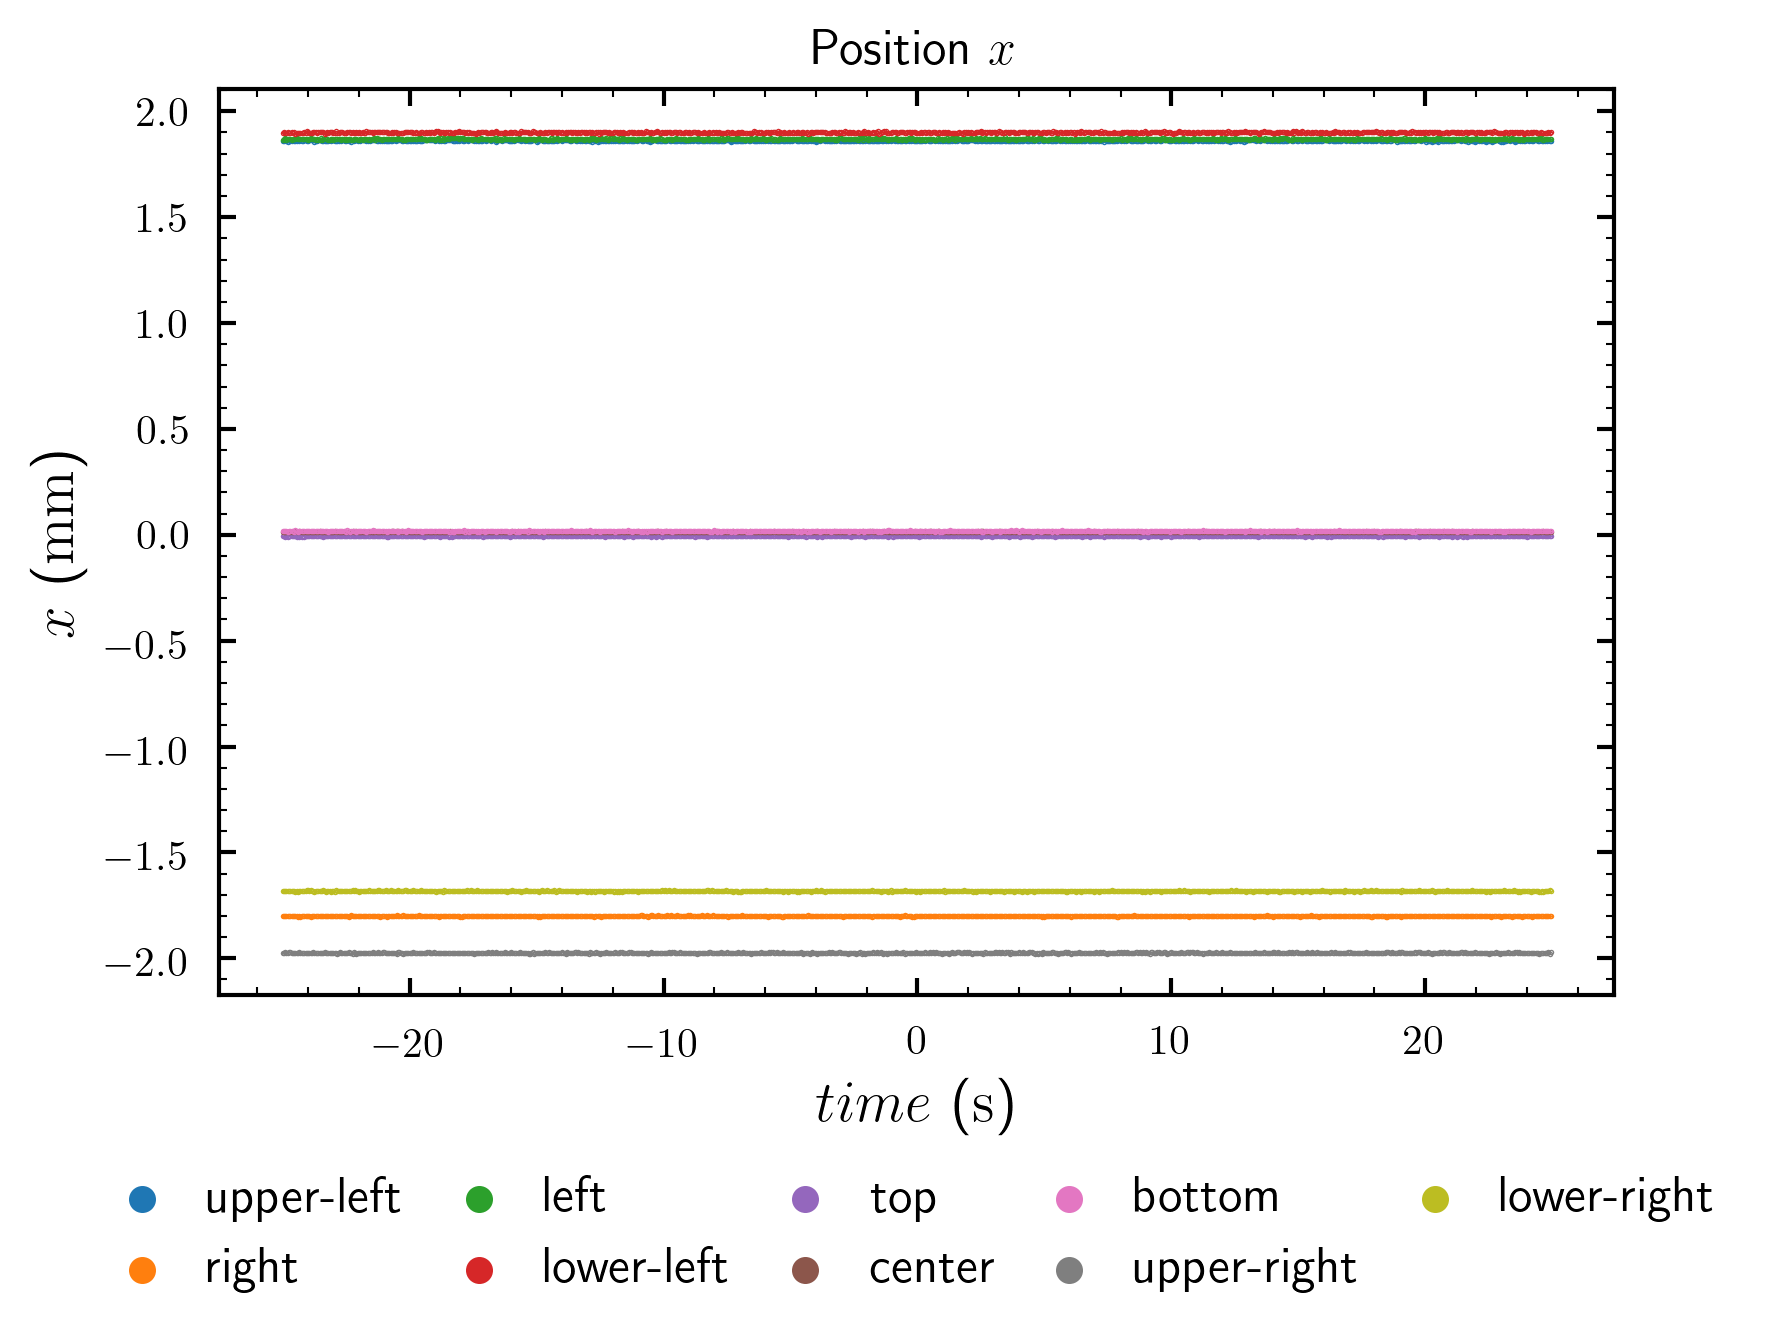 Position x
2.0
1.5
1.0
0.5
0.0
−0.5
−1.0
−1.5
−2.0
x (mm)
−20 −10 0 10 20
time (s)
upper-left left top bottom lower-right
right lower-left center upper-right